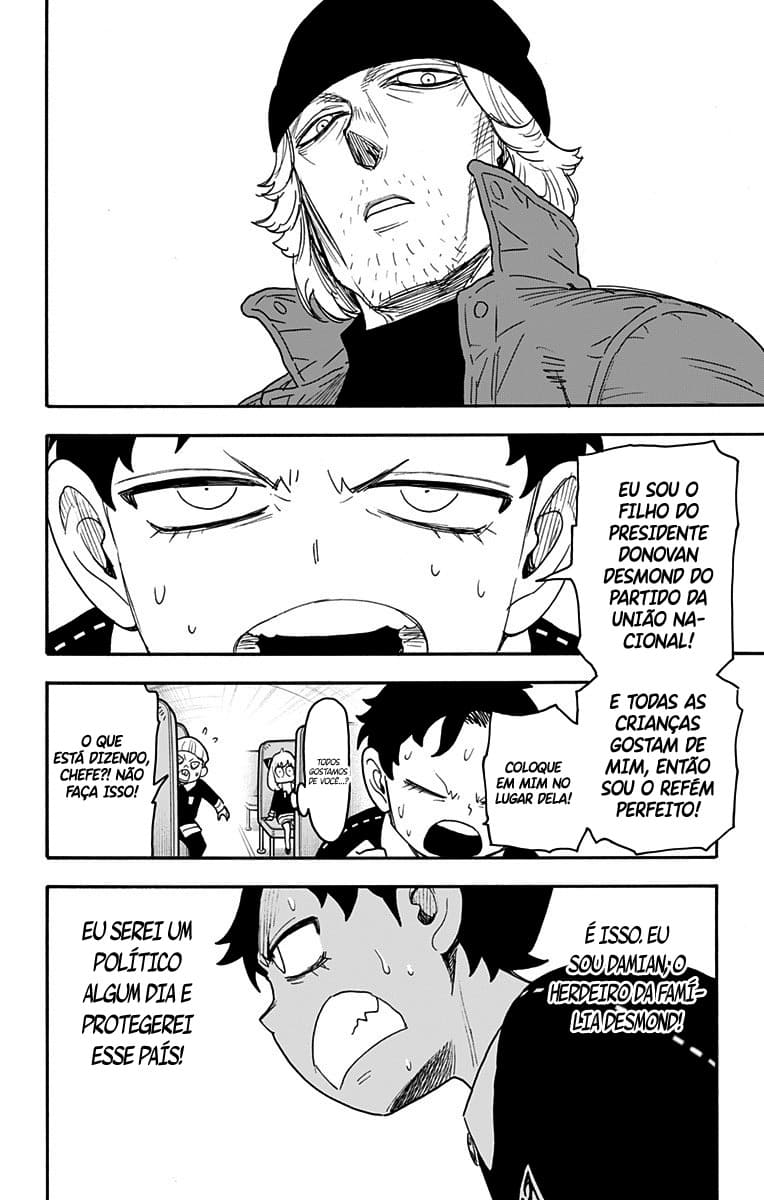 EU SOU O
FILHO DO
PRESIDENTE
DONOVAN
DESMOND DO
PARTIDO DA
UNIÃO NA-
CIONAL!
E TODAS AS
CRIANÇAS
GOSTAM DE
MIM, ENTÃO
SOU O REFÉM
PERFEITO!
COLOQUE
EM MIM NO
LUGAR DELA!
TODOS
GOSTAMOS
DE VOCÊ...?
O QUE
ESTÁ DIZENDO,
CHEFE?! NÃO
FAÇA ISSO!
É ISSO. EU
SOU DAMIAN; O
HERDEIRO DA FAMÍ-
LIA DESMOND!
EU SEREI UM
POLÍTICO
ALGUM DIA E
PROTEGEREI
ESSE PAÍS!